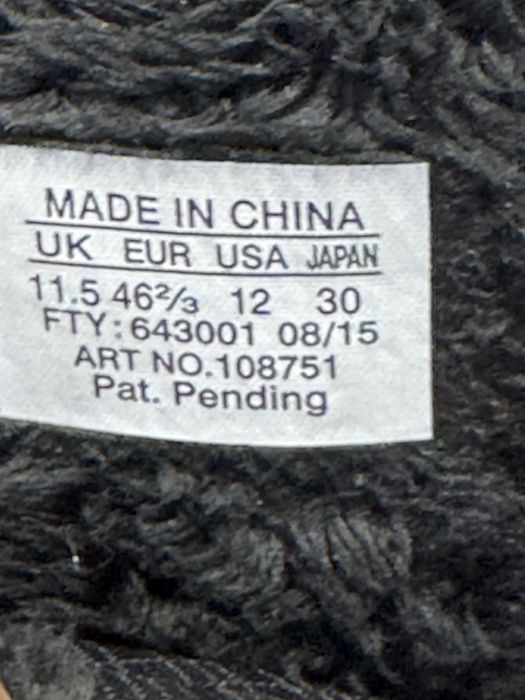 MADE IN CHINA
UK EUR USA JAPAN
11.5 46⅔ 12 30
FTY: 643001 08/15
ART NO.108751
Pat. Pending